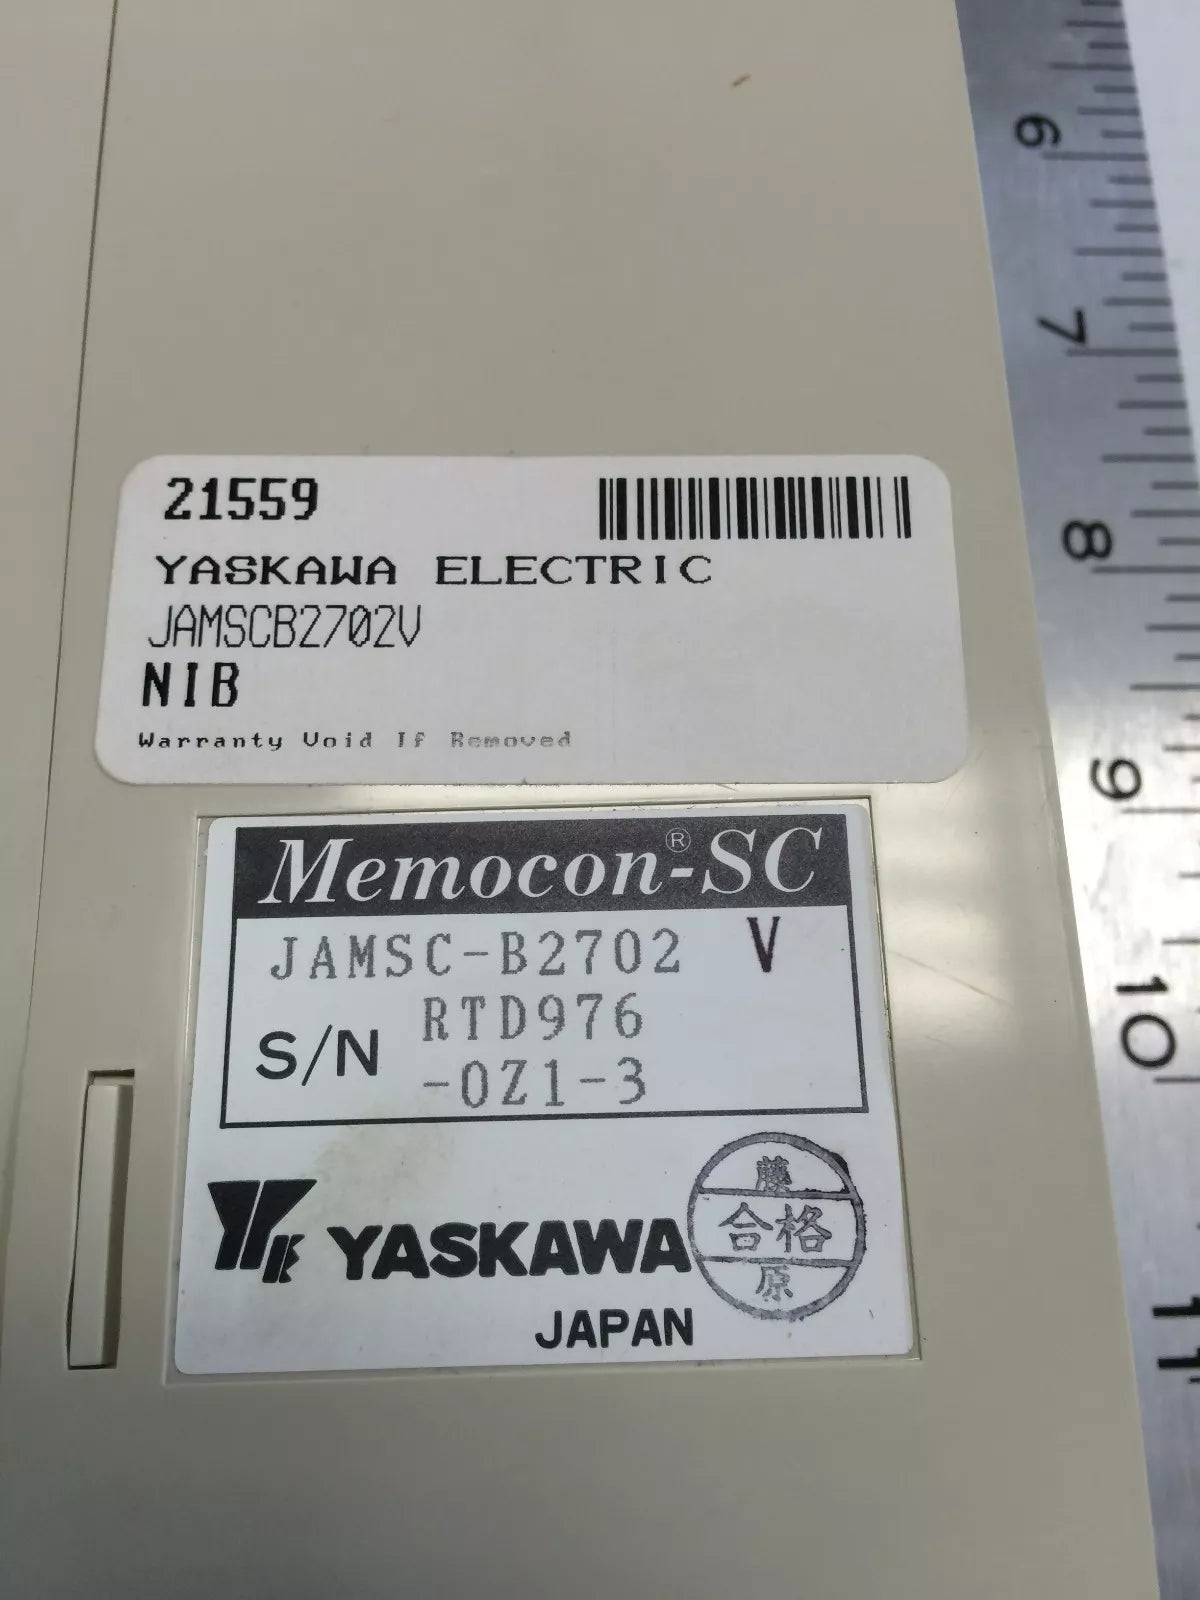 6
7
8
9
10
11
21559
YASKAWA ELECTRIC
JAMSCB2702V
NIB
Warranty Void If Removed
Memocon®-SC
JAMSC-B2702 V
S/N RTD976
-0Z1-3
YASKAWA
JAPAN
藤
合格
原